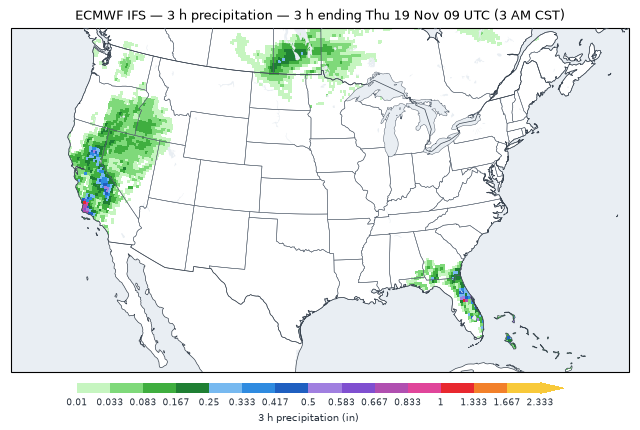 ECMWF IFS — 3 h precipitation — 3 h ending Thu 19 Nov 09 UTC (3 AM CST)
0.01 0.033 0.083 0.167 0.25 0.333 0.417 0.5 0.583 0.667 0.833 1 1.333 1.667 2.333
3 h precipitation (in)